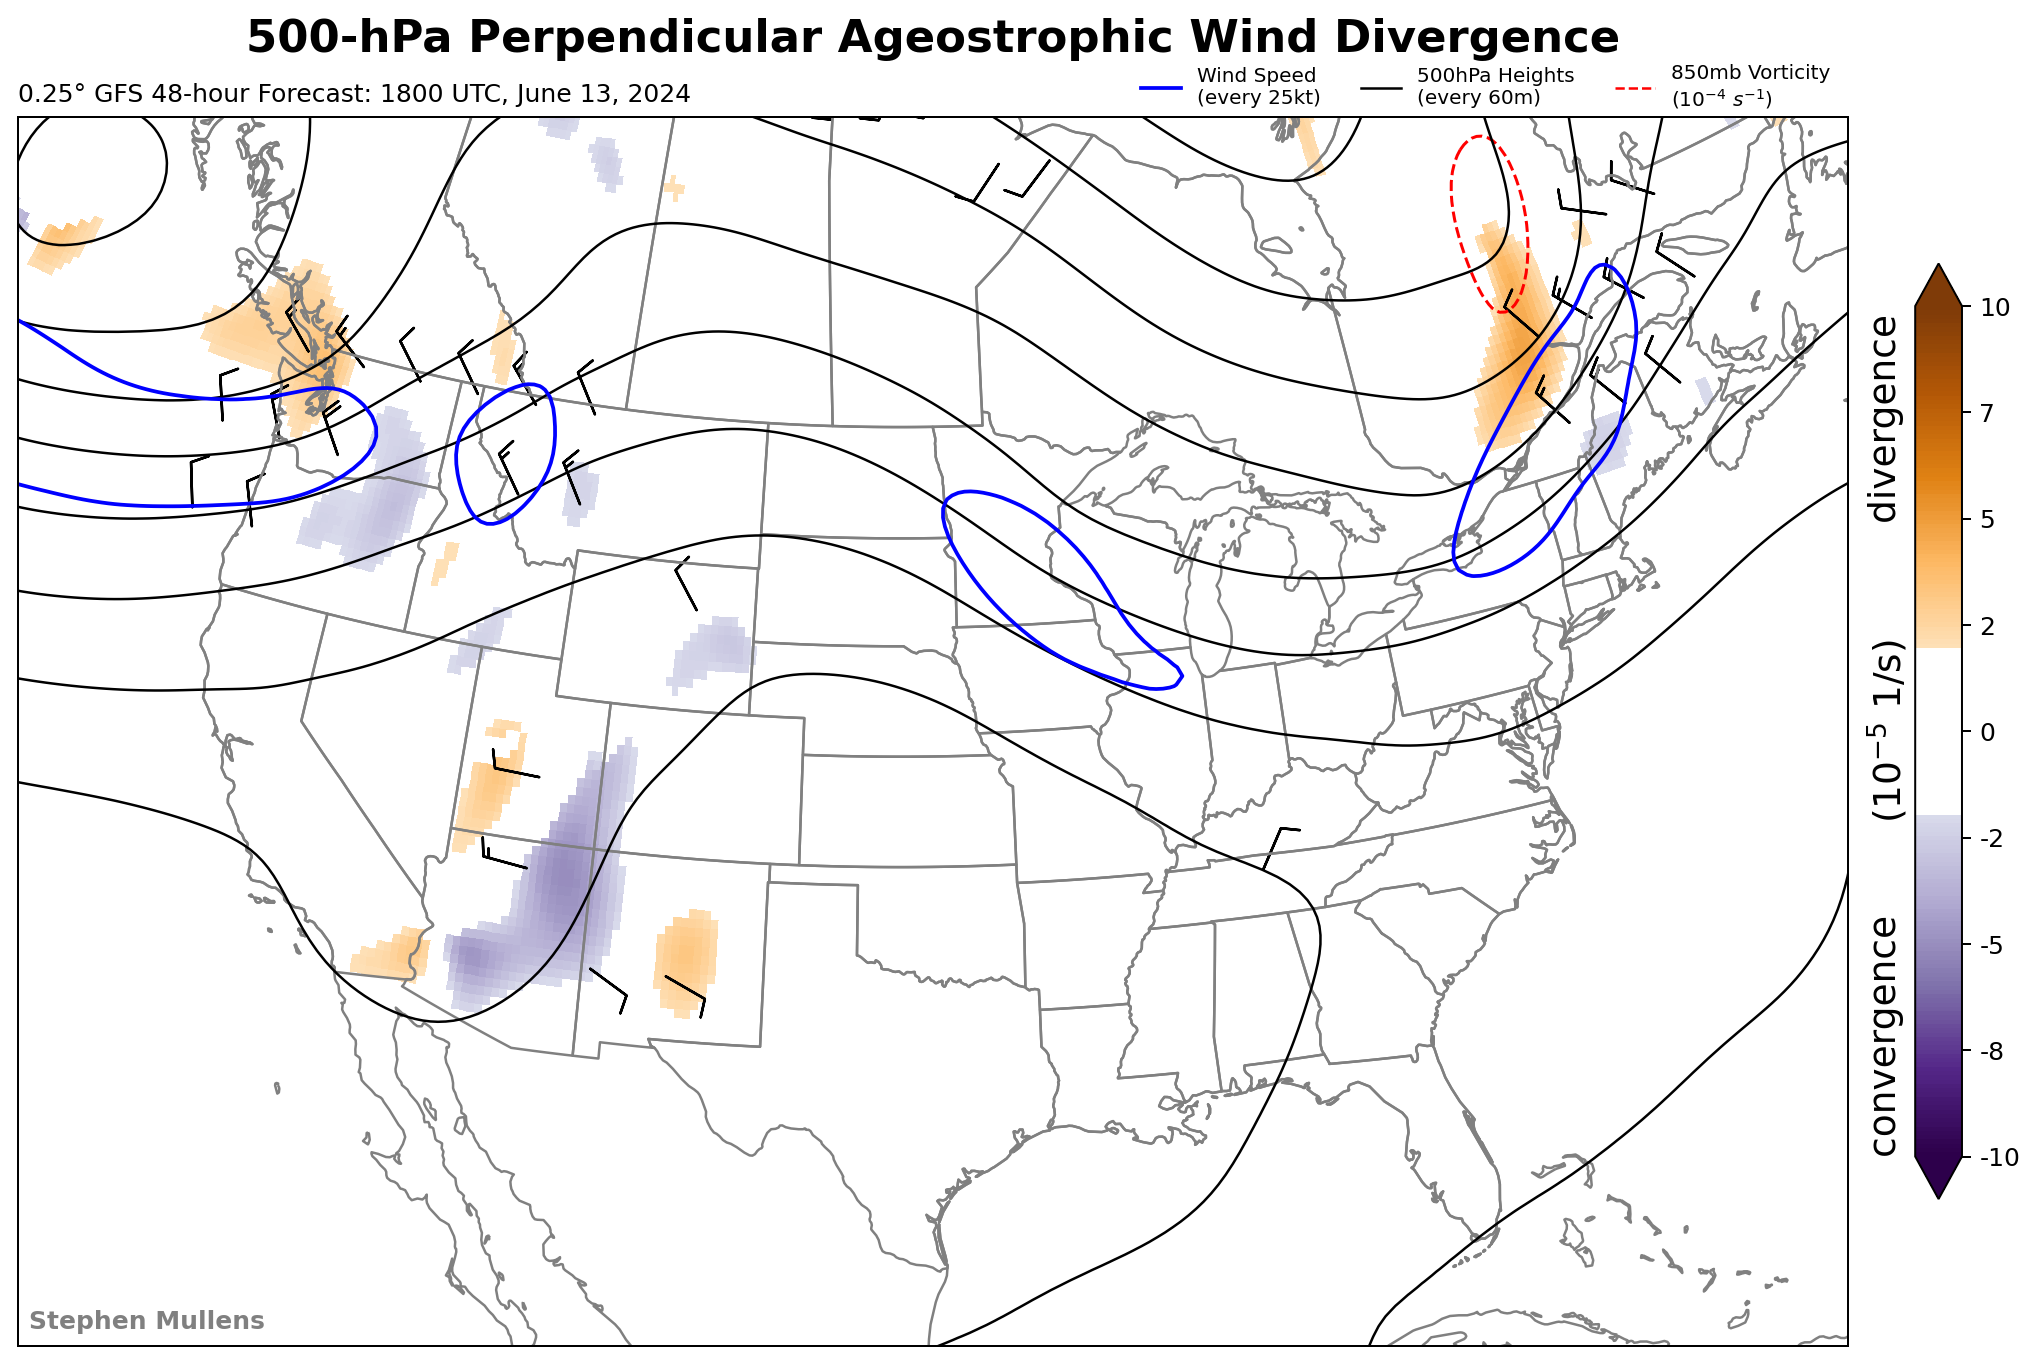 500-hPa Perpendicular Ageostrophic Wind Divergence
0.25° GFS 48-hour Forecast: 1800 UTC, June 13, 2024
Wind Speed
(every 25kt)
500hPa Heights
(every 60m)
850mb Vorticity
(10⁻⁴ s⁻¹)
10
7
5
2
0
-2
-5
-8
-10
convergence (10⁻⁵ 1/s) divergence
Stephen Mullens